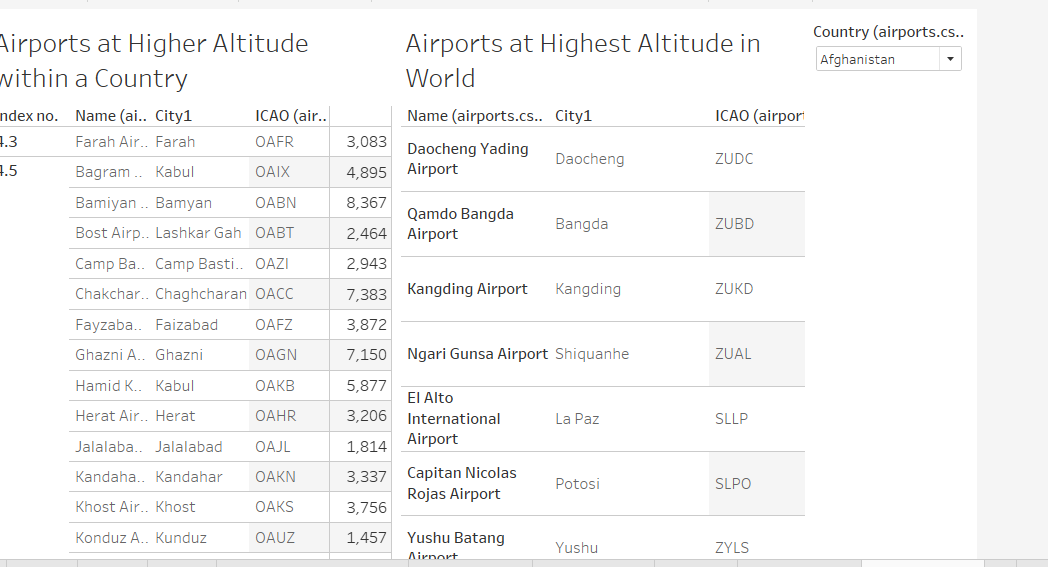 Airports at Higher Altitude
within a Country
ndex no. Name (ai.. City1 ICAO (air..
4.3 Farah Air.. Farah OAFR 3,083
4.5 Bagram .. Kabul OAIX 4,895
Bamiyan .. Bamyan OABN 8,367
Bost Airp.. Lashkar Gah OABT 2,464
Camp Ba.. Camp Basti.. OAZI 2,943
Chakchar.. Chaghcharan OACC 7,383
Fayzaba.. Faizabad OAFZ 3,872
Ghazni A.. Ghazni OAGN 7,150
Hamid K.. Kabul OAKB 5,877
Herat Air.. Herat OAHR 3,206
Jalalaba.. Jalalabad OAJL 1,814
Kandaha.. Kandahar OAKN 3,337
Khost Air.. Khost OAKS 3,756
Konduz A.. Kunduz OAUZ 1,457
Airports at Highest Altitude in
World
Name (airports.cs.. City1 ICAO (airport
Daocheng Yading
Airport Daocheng ZUDC
Qamdo Bangda
Airport Bangda ZUBD
Kangding Airport Kangding ZUKD
Ngari Gunsa Airport Shiquanhe ZUAL
El Alto
International
Airport La Paz SLLP
Capitan Nicolas
Rojas Airport Potosi SLPO
Yushu Batang
Airport Yushu ZYLS
Country (airports.cs..
Afghanistan